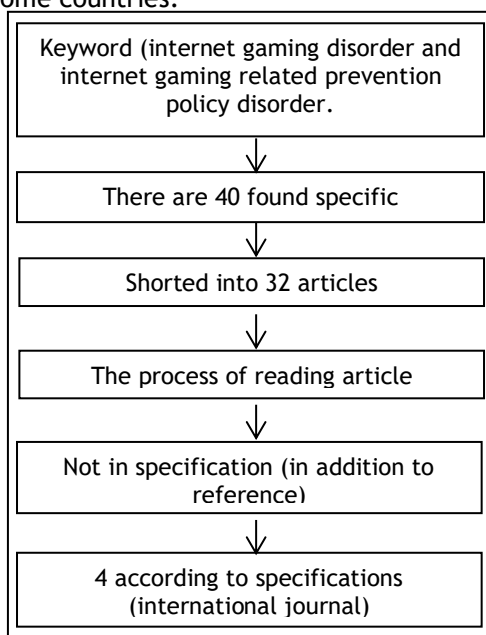 ome countries.
Keyword (internet gaming disorder and
internet gaming related prevention
policy disorder.
There are 40 found specific
Shorted into 32 articles
The process of reading article
Not in specification (in addition to
reference)
4 according to specifications
(international journal)